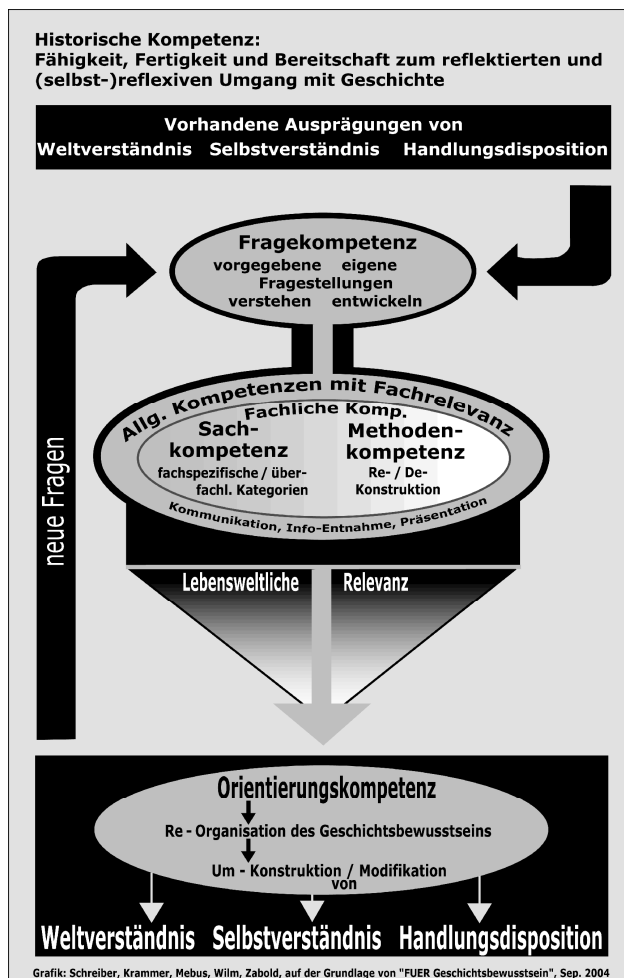 Historische Kompetenz:
Fähigkeit, Fertigkeit und Bereitschaft zum reflektierten und
(selbst-)reflexiven Umgang mit Geschichte
Vorhandene Ausprägungen von
Weltverständnis Selbstverständnis Handlungsdisposition
Fragekompetenz
vorgegebene eigene
Fragestellungen
verstehen entwickeln
Allg. Kompetenzen mit Fachrelevanz
Fachliche Komp.
Sach-
kompetenz
fachspezifische / über-
fachl. Kategorien
Methoden-
kompetenz
Re- / De-
Konstruktion
Kommunikation, Info-Entnahme, Präsentation
neue Fragen
Lebensweltliche Relevanz
Orientierungskompetenz
Re - Organisation des Geschichtsbewusstseins
Um - Konstruktion / Modifikation
von
Weltverständnis Selbstverständnis Handlungsdisposition
Grafik: Schreiber, Krammer, Mebus, Wilm, Zabold, auf der Grundlage von "FUER Geschichtsbewusstsein", Sep. 2004